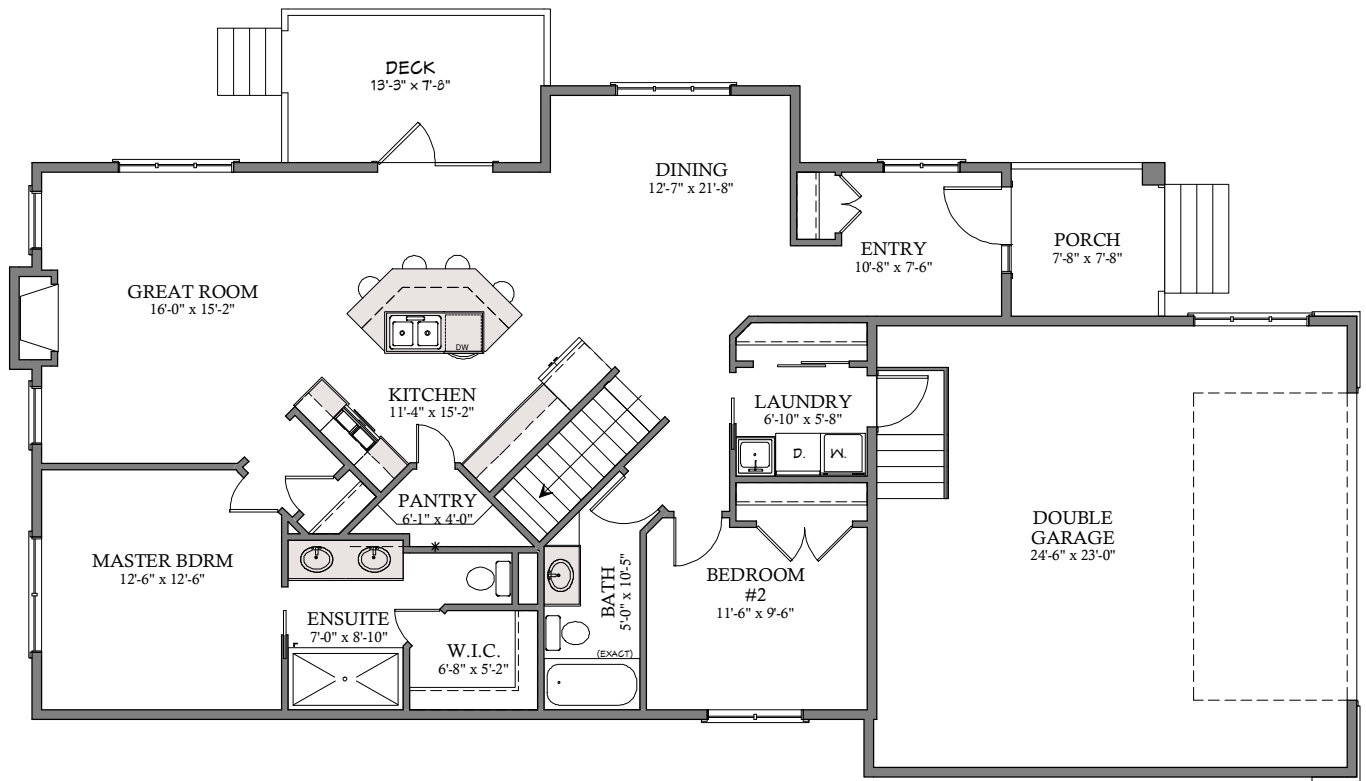 DECK
13'-3" x 7'-8"
DINING
12'-7" x 21'-8"
ENTRY
10'-8" x 7'-6"
PORCH
7'-8" x 7'-8"
GREAT ROOM
16'-0" x 15'-2"
DW
KITCHEN
11'-4" x 15'-2"
LAUNDRY
6'-10" x 5'-8"
D.
W.
PANTRY
6'-1" x 4'-0"
DOUBLE
GARAGE
24'-6" x 23'-0"
MASTER BDRM
12'-6" x 12'-6"
BEDROOM
#2
11'-6" x 9'-6"
BATH
5'-0" x 10'-5"
(EXACT)
ENSUITE
7'-0" x 8'-10"
W.I.C.
6'-8" x 5'-2"